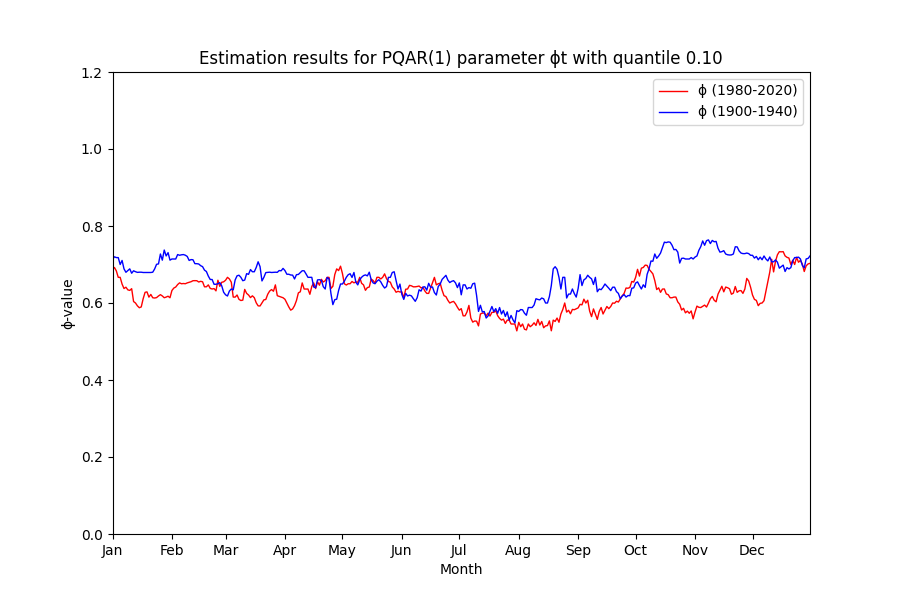 Estimation results for PQAR(1) parameter ϕt with quantile 0.10
ϕ (1980-2020)
ϕ (1900-1940)
1.2
1.0
0.8
0.6
0.4
0.2
0.0
ϕ-value
Jan Feb Mar Apr May Jun Jul Aug Sep Oct Nov Dec
Month